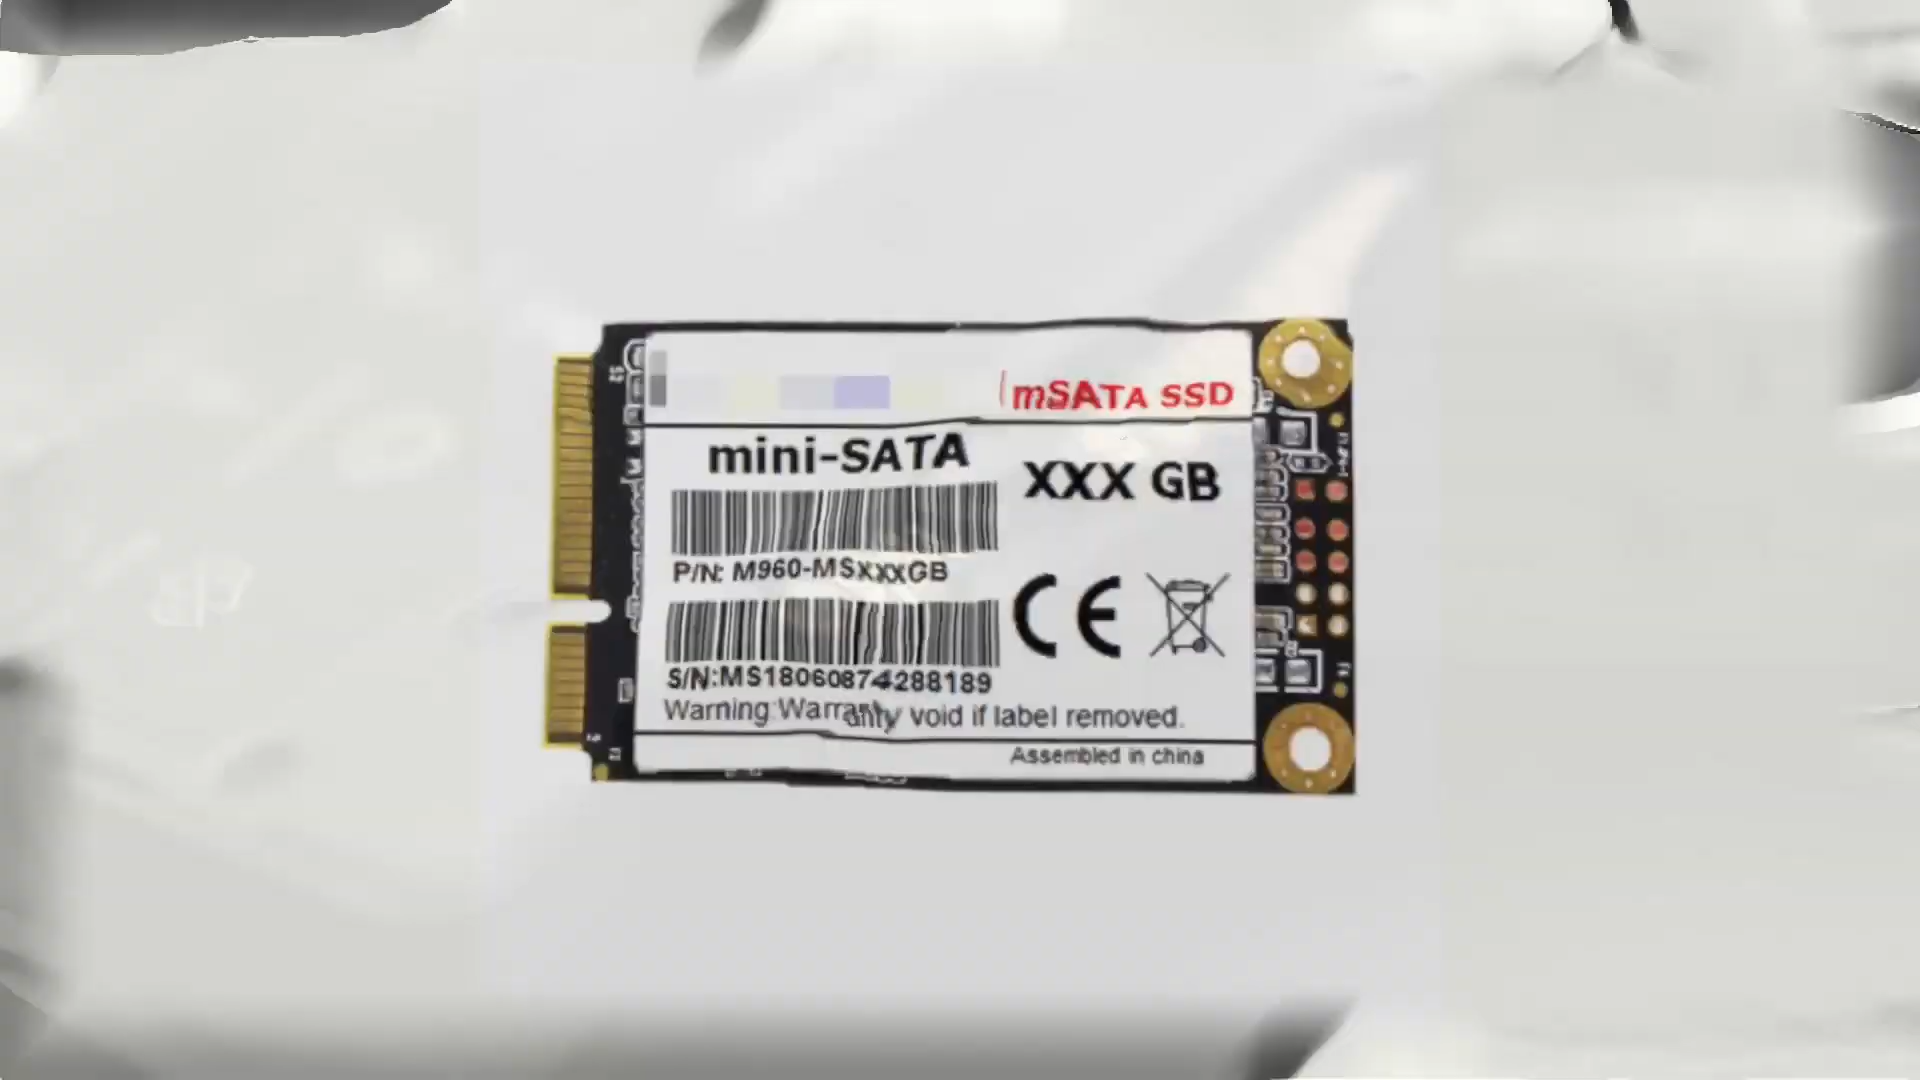 mSATA SSD
mini-SATA
XXX GB
P/N: M960-MSXXXGB
S/N:MS18060874288189
Warning:Warranty void if label removed.
Assembled in china